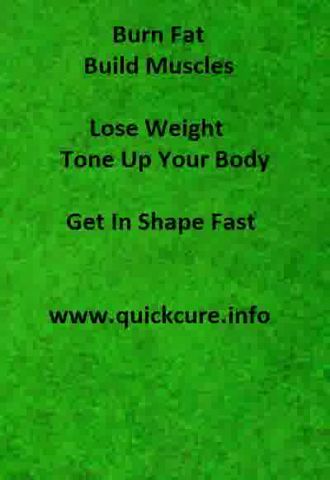 Burn Fat
Build Muscles
Lose Weight
Tone Up Your Body
Get In Shape Fast
www.quickcure.info